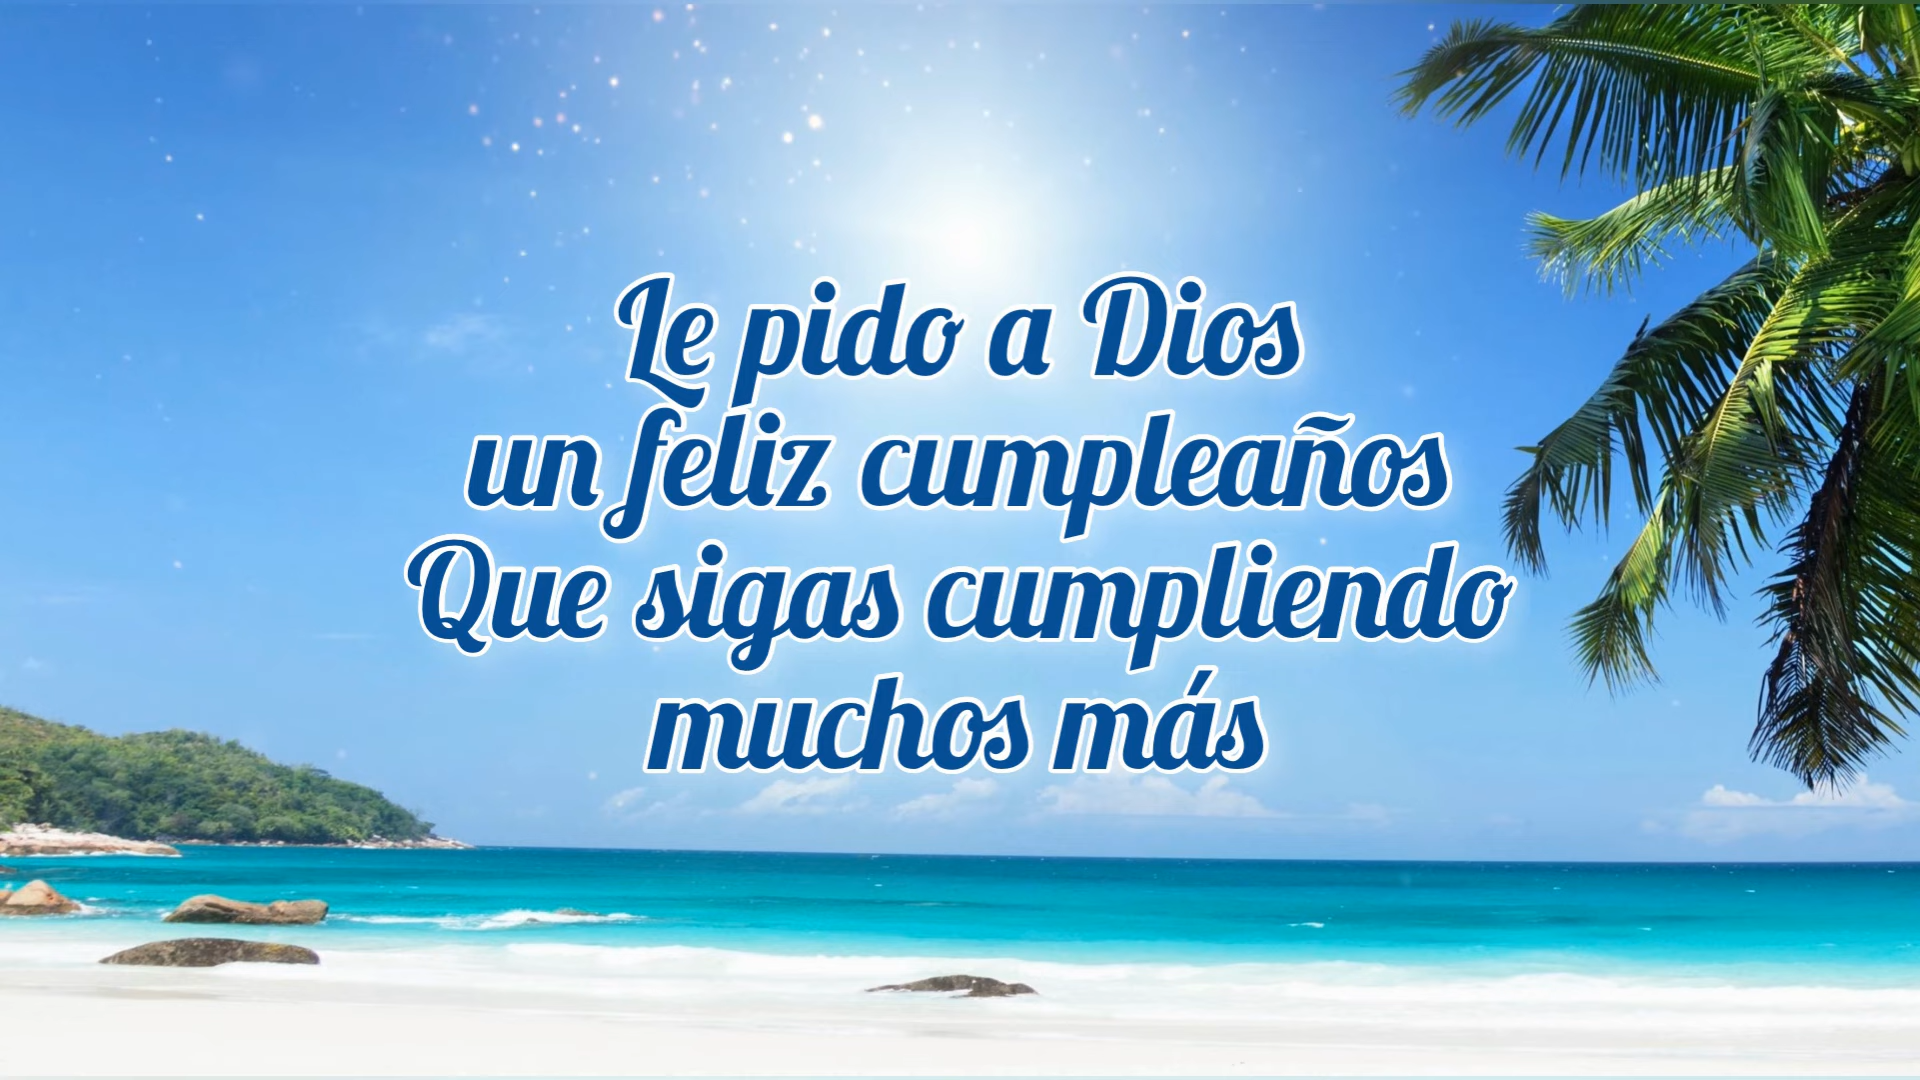 Le pido a Dios
un feliz cumpleaños
Que sigas cumpliendo
muchos más